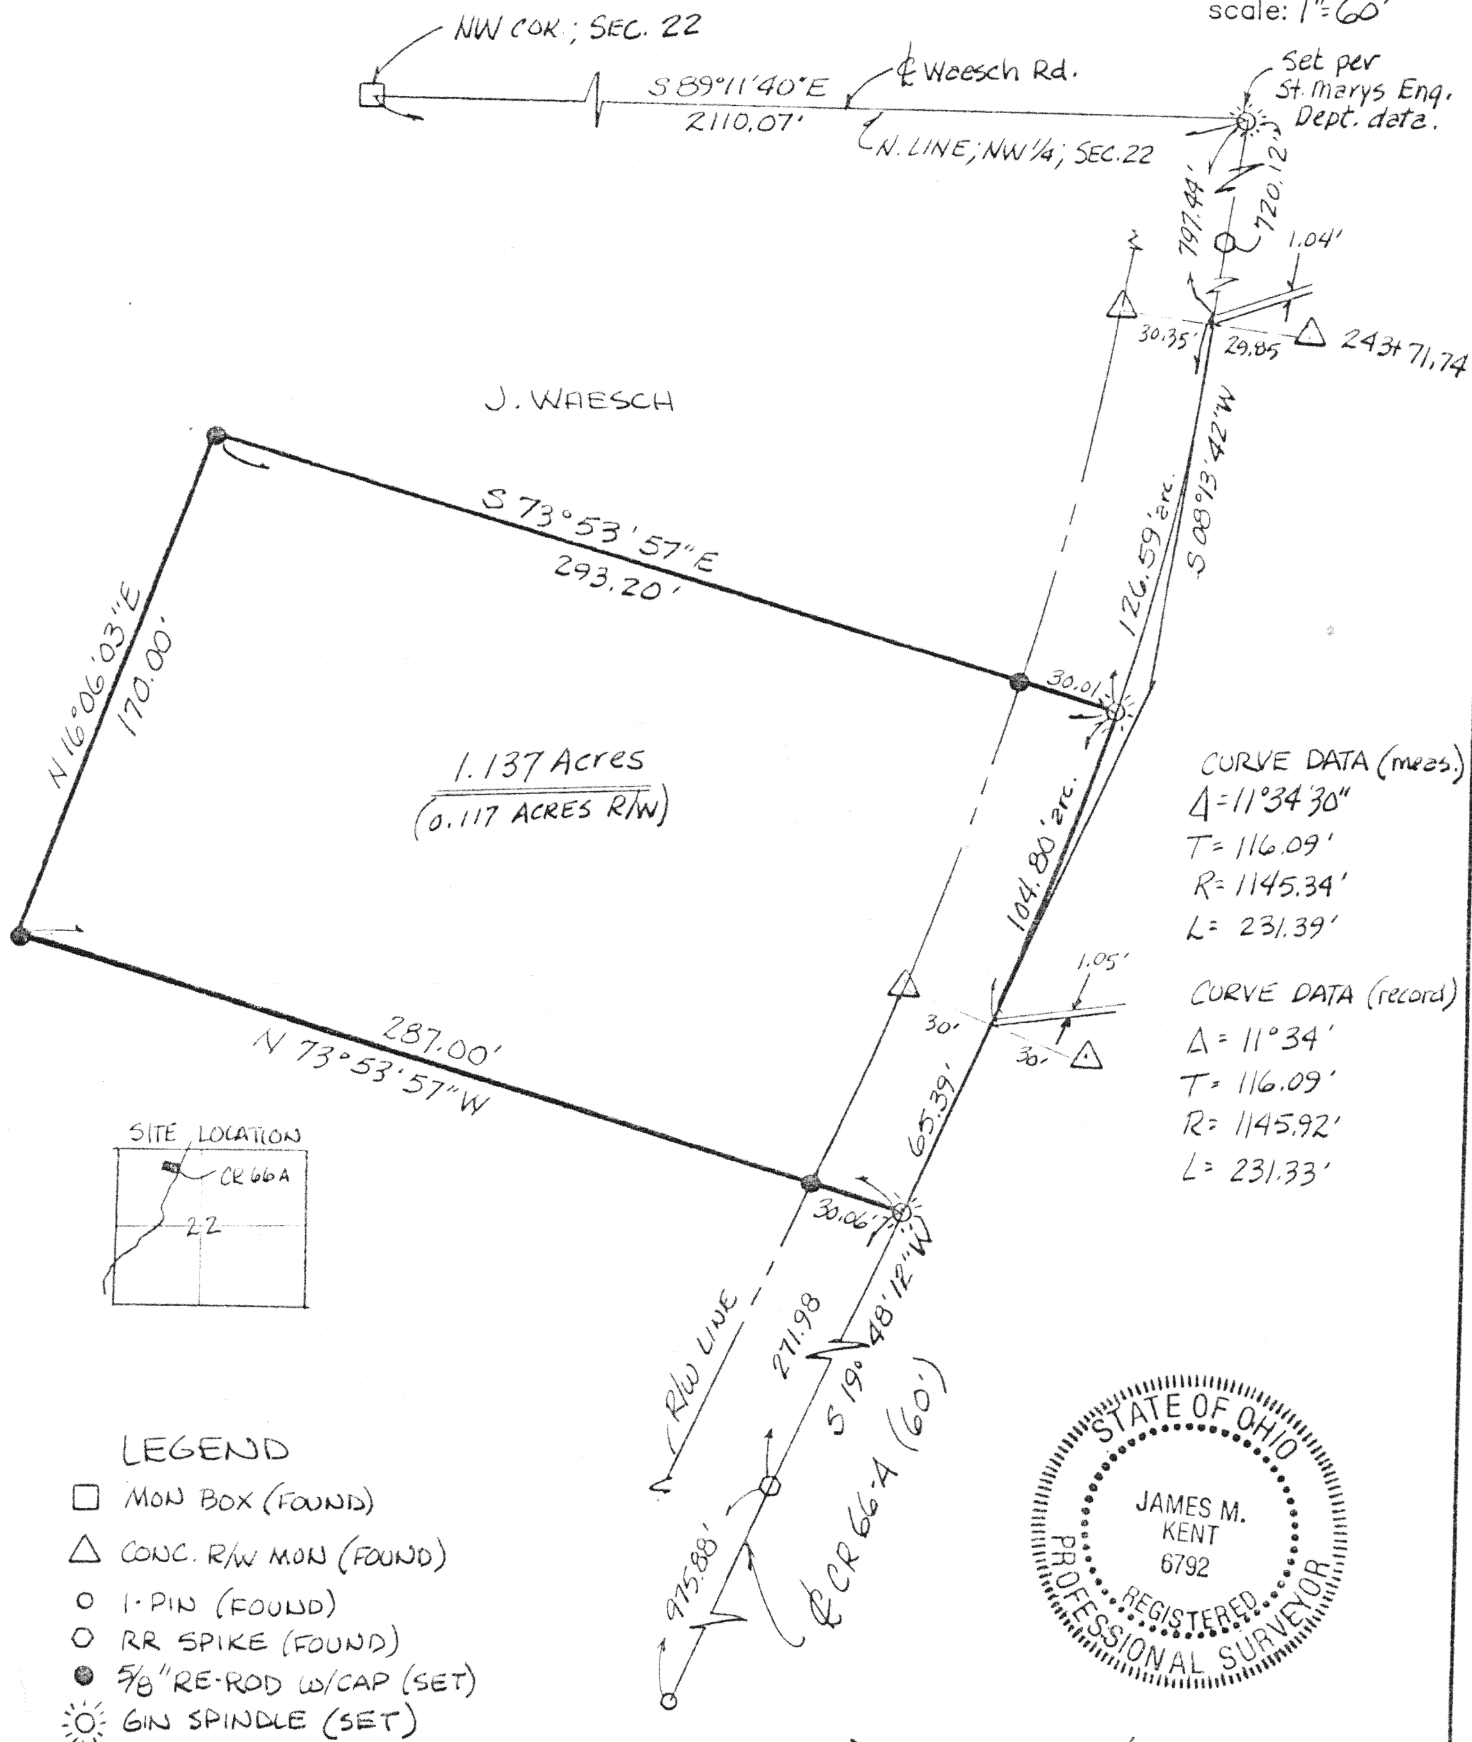 scale: 1"=60'
NW COR; SEC. 22
S 89°11'40"E
2110.07'
℄ Waesch Rd.
N. LINE; NW 1/4; SEC. 22
Set per
St. Marys Eng.
Dept. data.
797.44'
720.12'
1.04'
30.35'
29.85
243+71.74
J. WAESCH
S 73°53'57"E
293.20'
126.59' arc.
S 08°13'42"W
N 16°06'03"E
170.00'
30.01
1.137 Acres
(0.117 ACRES R/W)
104.80' arc.
CURVE DATA (meas.)
Δ=11°34'30"
T= 116.09'
R= 1145.34'
L= 231.39'
1.05'
30'
30'
CURVE DATA (record)
Δ= 11°34'
T= 116.09'
R= 1145.92'
L= 231.33'
287.00'
N 73°53'57"W
65.39'
30.06'
SITE LOCATION
CR 66A
22
R/W LINE
271.98
S 19°48'12"W
℄ CR 66-A (60')
975.88'
LEGEND
MON BOX (FOUND)
CONC. R/W MON (FOUND)
I-PIN (FOUND)
RR SPIKE (FOUND)
5/8" RE-ROD W/CAP (SET)
GIN SPINDLE (SET)
STATE OF OHIO
JAMES M.
KENT
6792
REGISTERED
PROFESSIONAL SURVEYOR